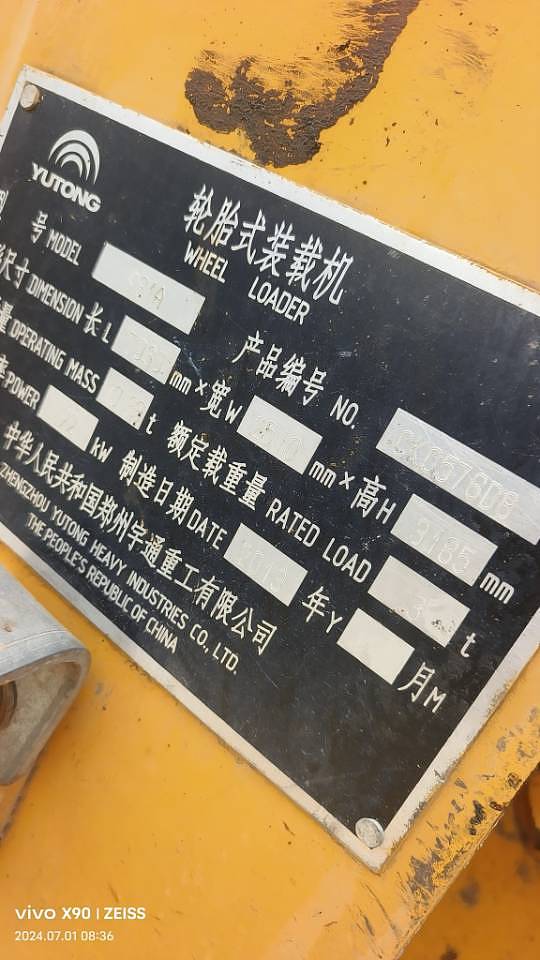 YUTONG
轮胎式装载机
WHEEL LOADER
号 MODEL
产品编号 NO. 
尺寸 DIMENSION 长 L mm × 宽 W mm × 高 H 3185 mm
量 OPERATING MASS t 额定载重量 RATED LOAD t
率 POWER kW 制造日期 DATE 2013 年Y 月M
中华人民共和国郑州宇通重工有限公司
ZHENGZHOU YUTONG HEAVY INDUSTRIES CO., LTD.
THE PEOPLE'S REPUBLIC OF CHINA
vivo X90 | ZEISS
2024.07.01 08:36